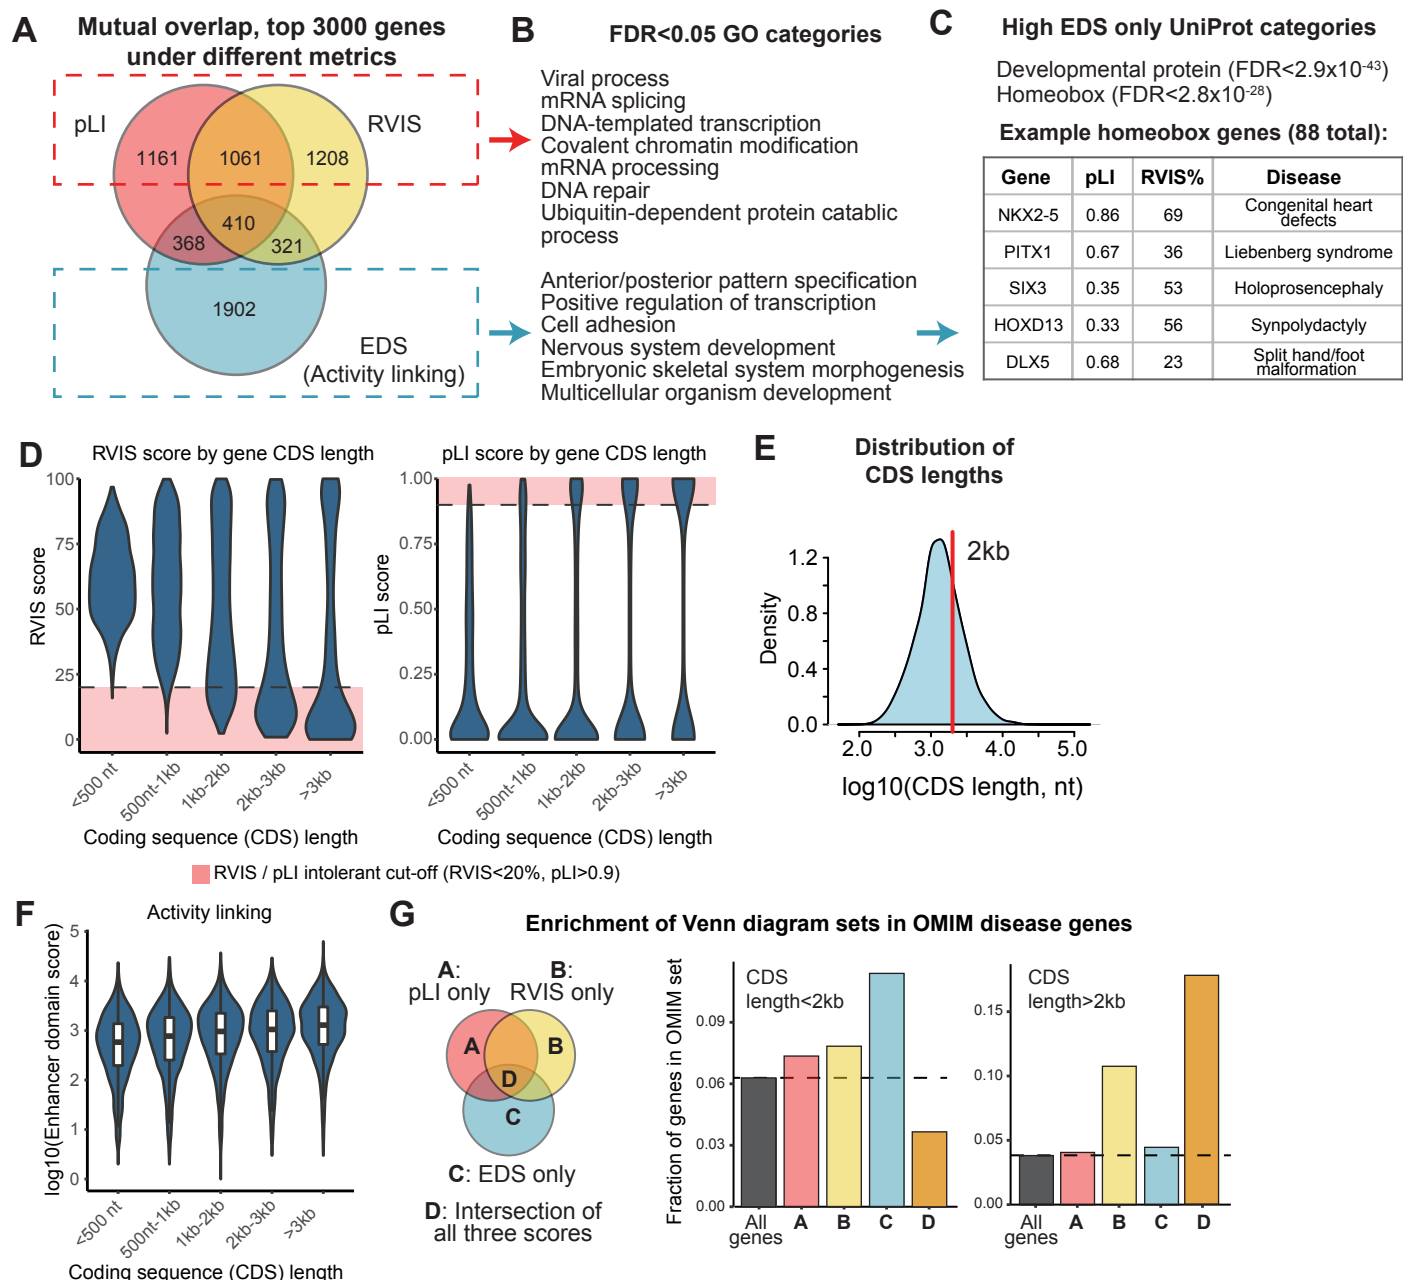 A
Mutual overlap, top 3000 genes
under different metrics
pLI
RVIS
1161
1061
1208
410
368
321
1902
EDS
(Activity linking)
B
FDR<0.05 GO categories
Viral process
mRNA splicing
DNA-templated transcription
Covalent chromatin modification
mRNA processing
DNA repair
Ubiquitin-dependent protein catablic
process
Anterior/posterior pattern specification
Positive regulation of transcription
Cell adhesion
Nervous system development
Embryonic skeletal system morphogenesis
Multicellular organism development
C
High EDS only UniProt categories
Developmental protein (FDR<2.9x10⁻⁴³)
Homeobox (FDR<2.8x10⁻²⁸)
Example homeobox genes (88 total):
Gene pLI RVIS% Disease
NKX2-5 0.86 69 Congenital heart
defects
PITX1 0.67 36 Liebenberg syndrome
SIX3 0.35 53 Holoprosencephaly
HOXD13 0.33 56 Synpolydactyly
DLX5 0.68 23 Split hand/foot
malformation
D
RVIS score by gene CDS length
RVIS score
100
75
50
25
0
<500 nt
500nt-1kb
1kb-2kb
2kb-3kb
>3kb
Coding sequence (CDS) length
pLI score by gene CDS length
pLI score
1.00
0.75
0.50
0.25
0.00
<500 nt
500nt-1kb
1kb-2kb
2kb-3kb
>3kb
Coding sequence (CDS) length
RVIS / pLI intolerant cut-off (RVIS<20%, pLI>0.9)
E
Distribution of
CDS lengths
2kb
Density
1.2
0.8
0.4
0.0
2.0 3.0 4.0 5.0
log10(CDS length, nt)
F
Activity linking
log10(Enhancer domain score)
5
4
3
2
1
0
<500 nt
500nt-1kb
1kb-2kb
2kb-3kb
>3kb
Coding sequence (CDS) length
G
Enrichment of Venn diagram sets in OMIM disease genes
A:
pLI only
B:
RVIS only
A
B
D
C
C: EDS only
D: Intersection of
all three scores
Fraction of genes in OMIM set
CDS
length<2kb
0.09
0.06
0.03
0.00
All
genes
A B C D
CDS
length>2kb
0.15
0.10
0.05
0.00
All
genes
A B C D